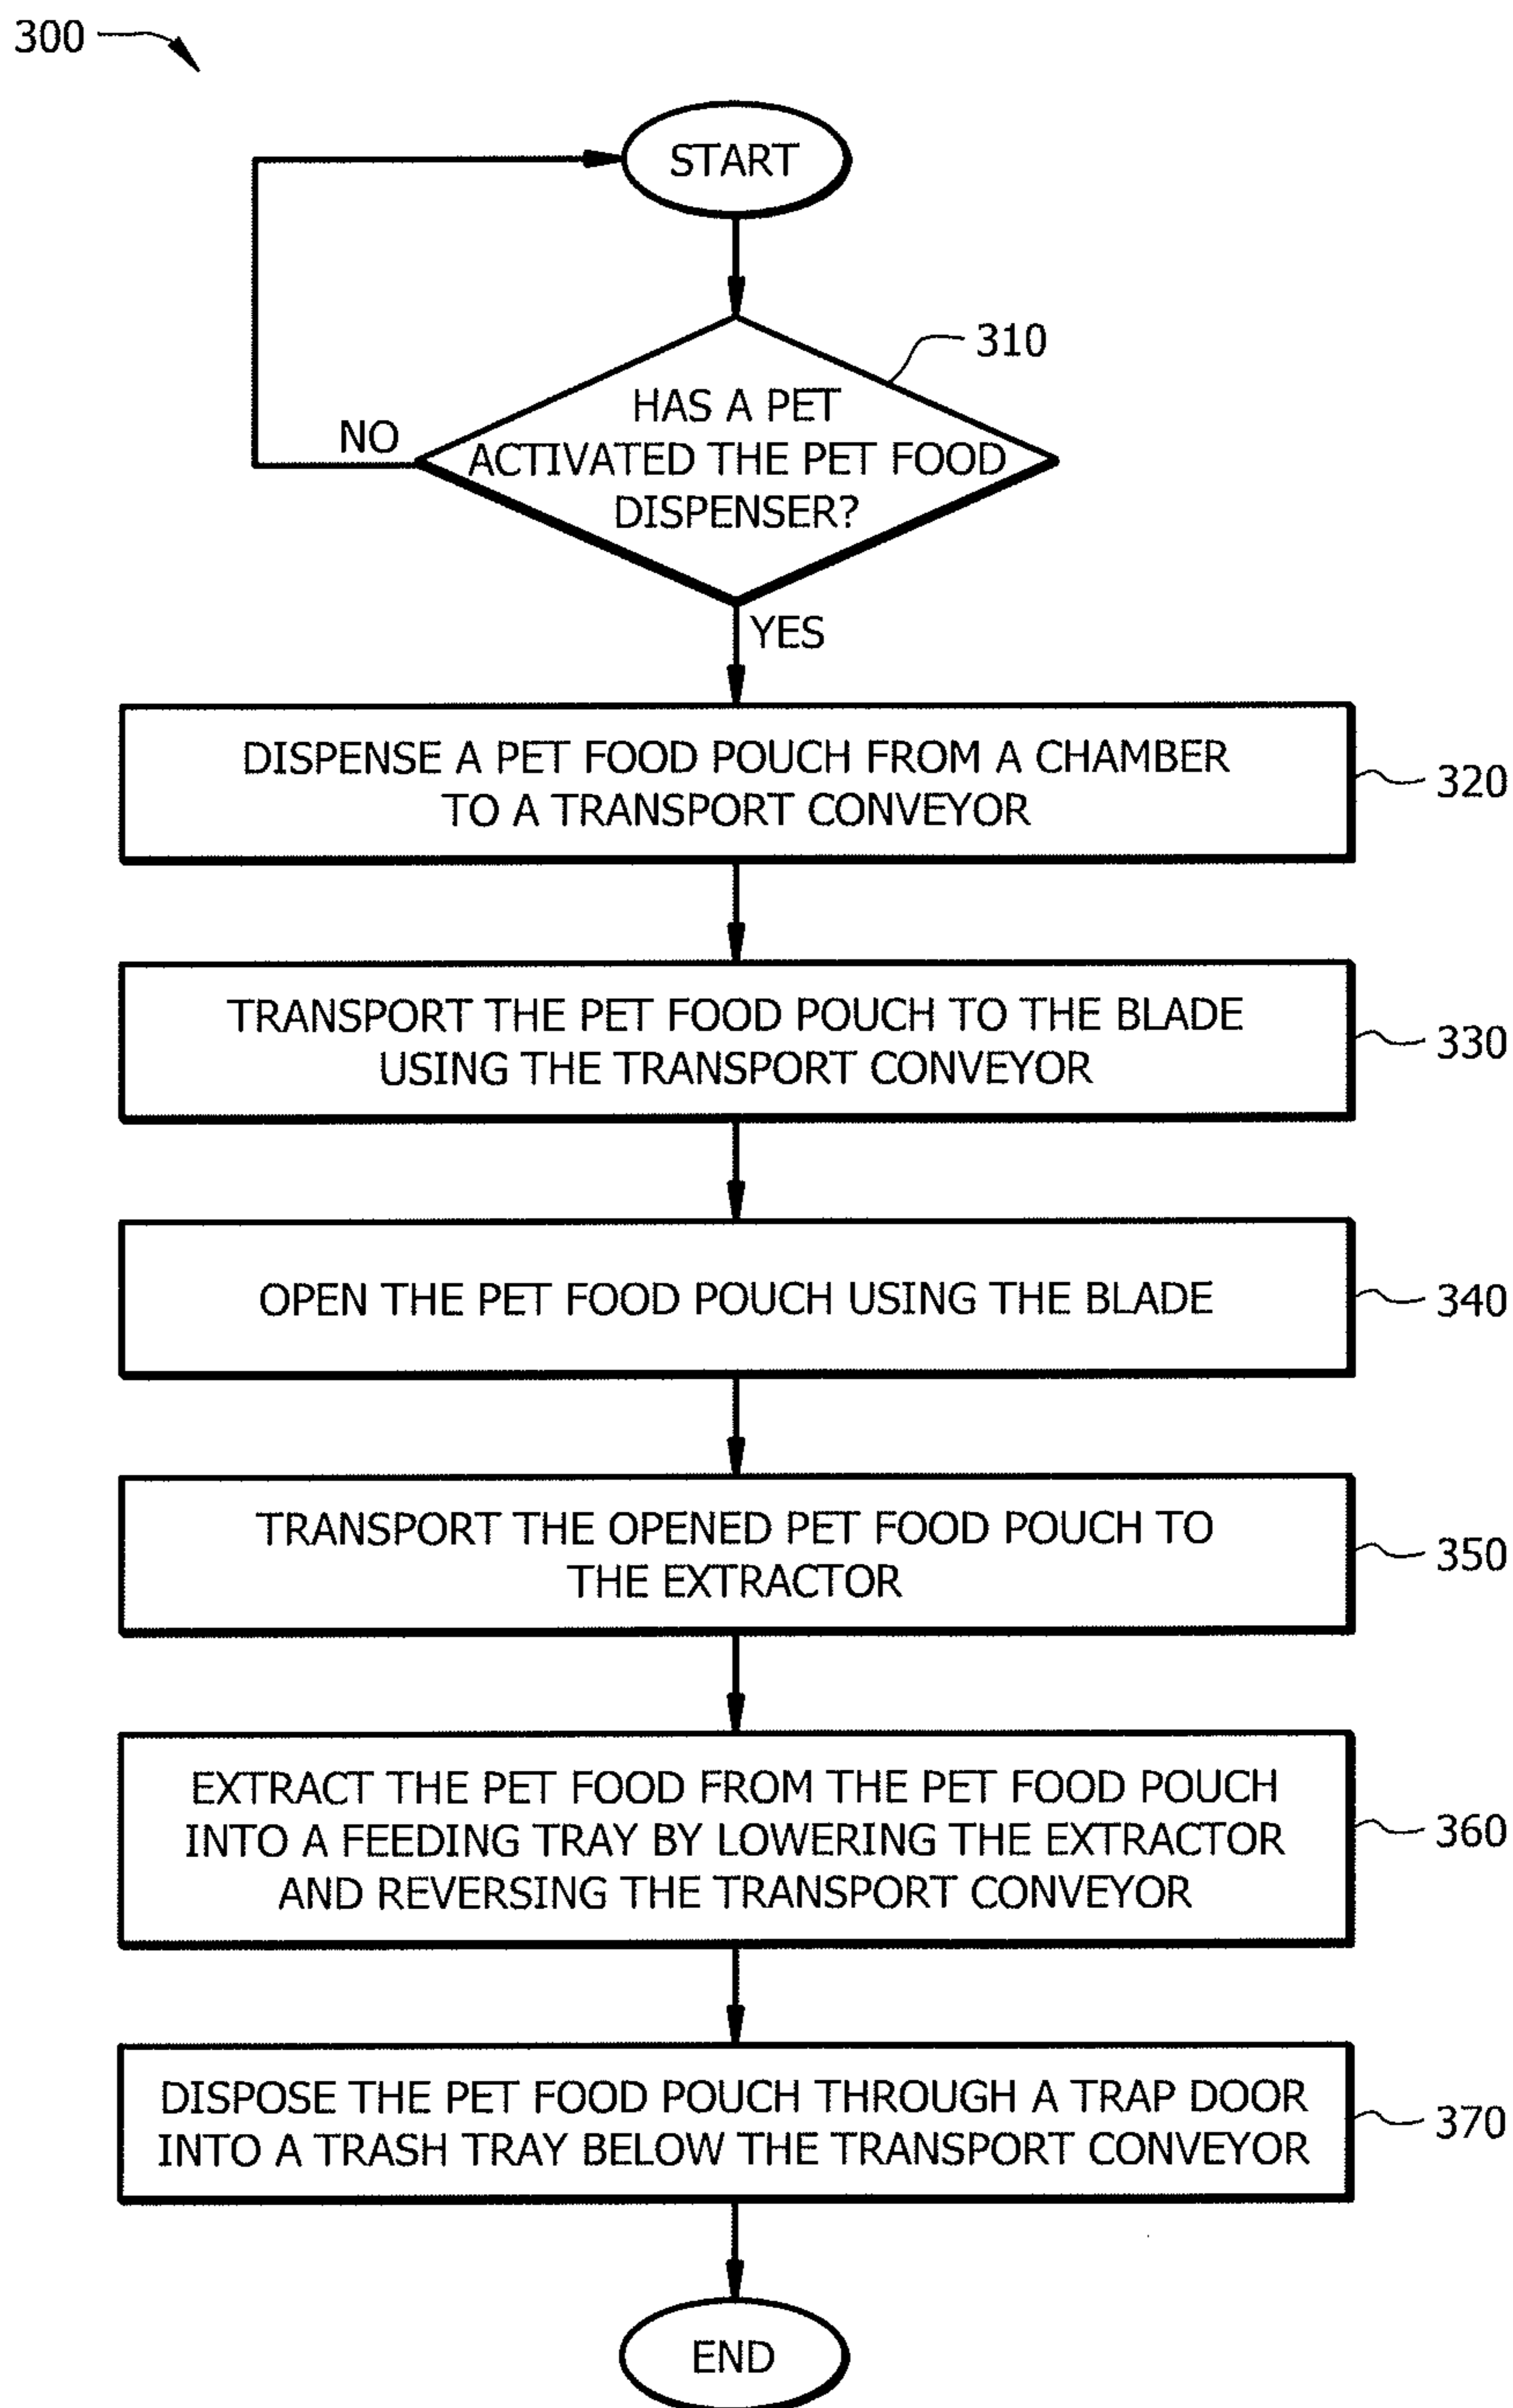 300
START
310
HAS A PET
ACTIVATED THE PET FOOD
DISPENSER?
NO
YES
DISPENSE A PET FOOD POUCH FROM A CHAMBER
TO A TRANSPORT CONVEYOR
320
TRANSPORT THE PET FOOD POUCH TO THE BLADE
USING THE TRANSPORT CONVEYOR
330
OPEN THE PET FOOD POUCH USING THE BLADE
340
TRANSPORT THE OPENED PET FOOD POUCH TO
THE EXTRACTOR
350
EXTRACT THE PET FOOD FROM THE PET FOOD POUCH
INTO A FEEDING TRAY BY LOWERING THE EXTRACTOR
AND REVERSING THE TRANSPORT CONVEYOR
360
DISPOSE THE PET FOOD POUCH THROUGH A TRAP DOOR
INTO A TRASH TRAY BELOW THE TRANSPORT CONVEYOR
370
END